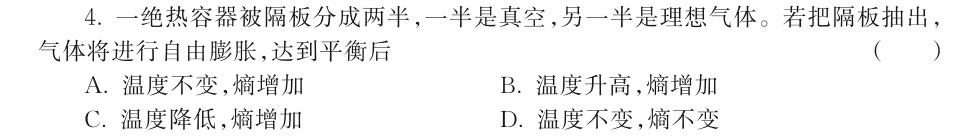 4. 一绝热容器被隔板分成两半,一半是真空,另一半是理想气体。若把隔板抽出,
气体将进行自由膨胀,达到平衡后 ( )
A. 温度不变,熵增加 B. 温度升高,熵增加
C. 温度降低,熵增加 D. 温度不变,熵不变